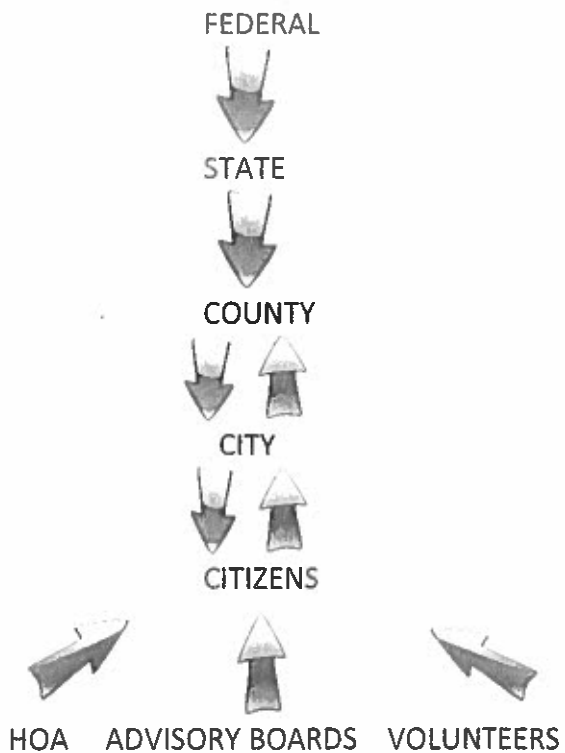 FEDERAL
STATE
COUNTY
CITY
CITIZENS
HOA ADVISORY BOARDS VOLUNTEERS